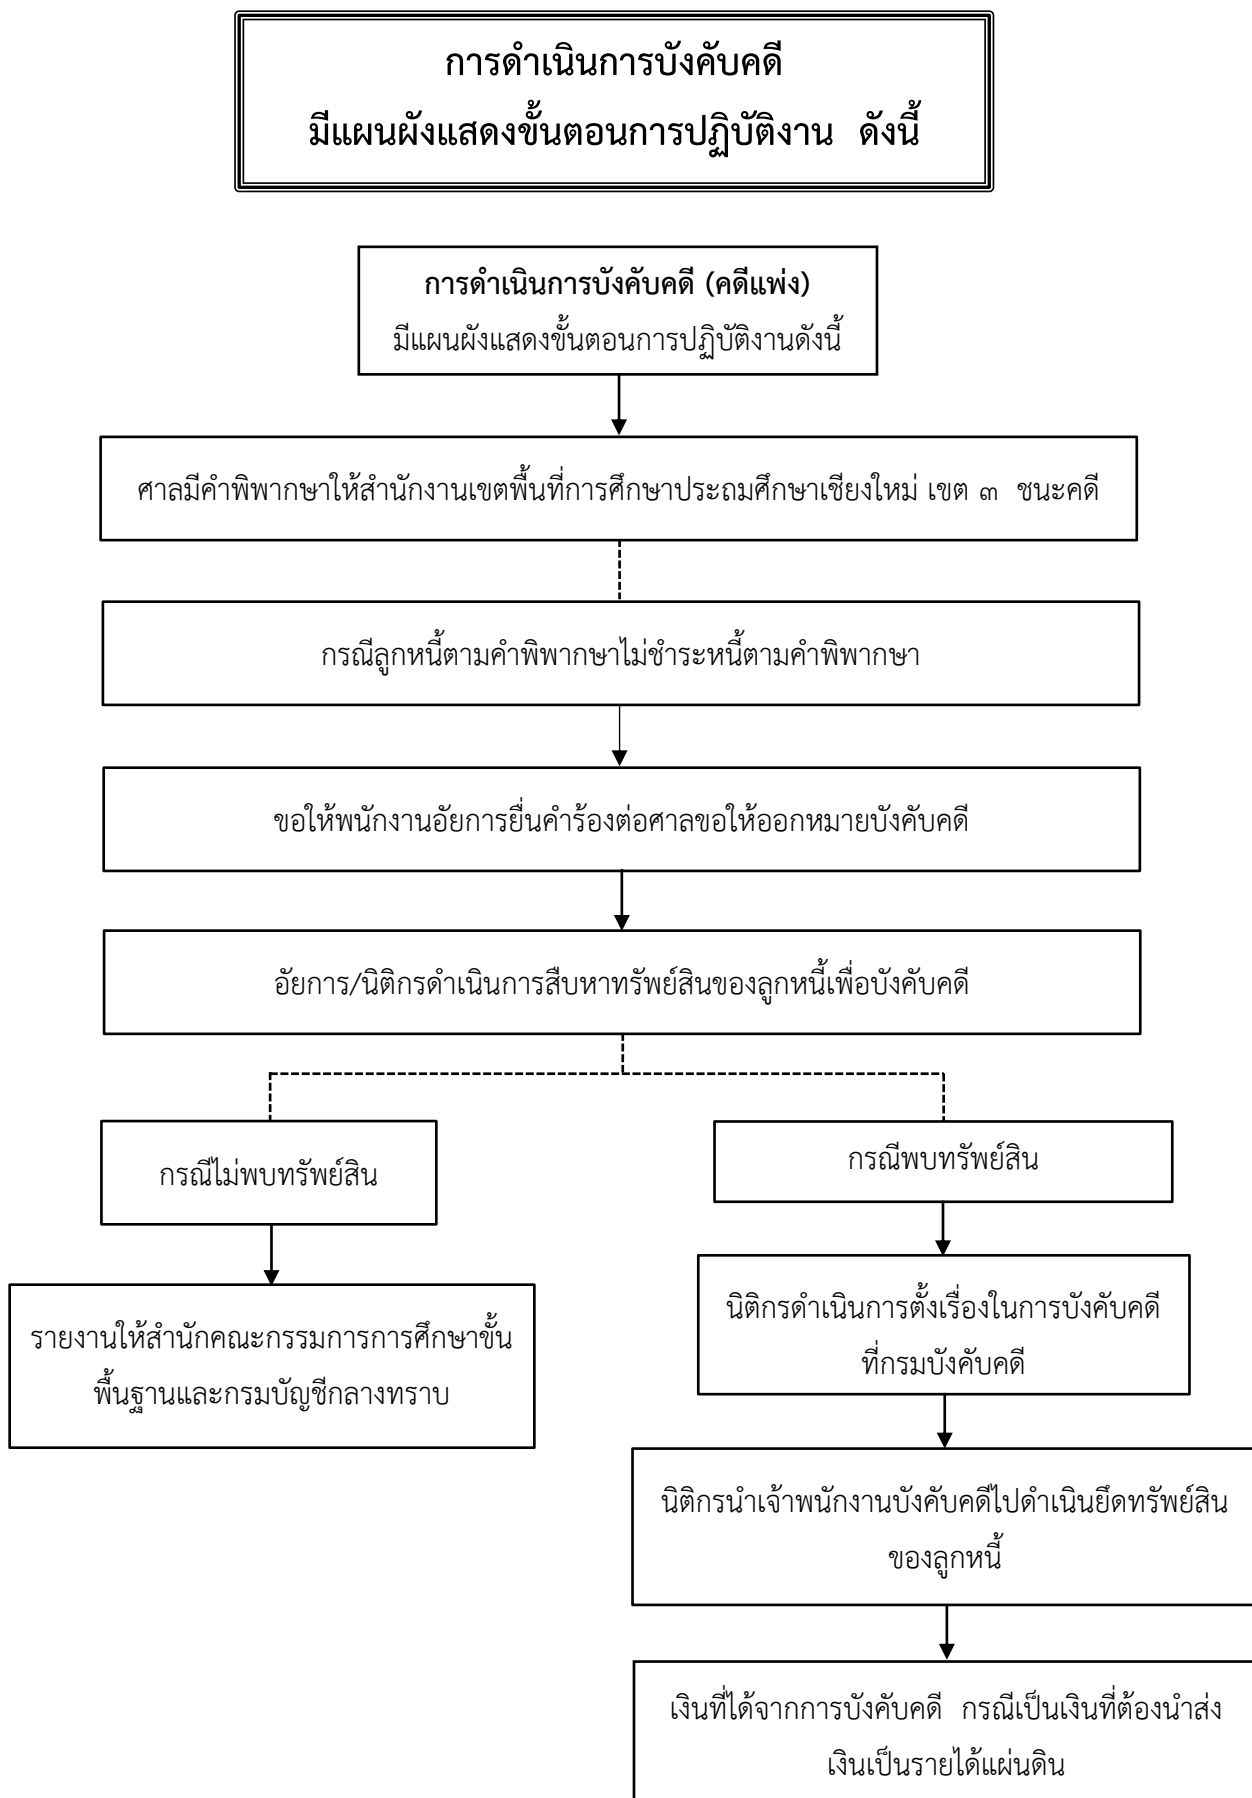 การดำเนินการบังคับคดี
มีแผนผังแสดงขั้นตอนการปฏิบัติงาน ดังนี้
การดำเนินการบังคับคดี (คดีแพ่ง)
มีแผนผังแสดงขั้นตอนการปฏิบัติงานดังนี้
ศาลมีคำพิพากษาให้สำนักงานเขตพื้นที่การศึกษาประถมศึกษาเชียงใหม่ เขต ๓ ชนะคดี
กรณีลูกหนี้ตามคำพิพากษาไม่ชำระหนี้ตามคำพิพากษา
ขอให้พนักงานอัยการยื่นคำร้องต่อศาลขอให้ออกหมายบังคับคดี
อัยการ/นิติกรดำเนินการสืบหาทรัพย์สินของลูกหนี้เพื่อบังคับคดี
กรณีไม่พบทรัพย์สิน
รายงานให้สำนักคณะกรรมการการศึกษาขั้น
พื้นฐานและกรมบัญชีกลางทราบ
กรณีพบทรัพย์สิน
นิติกรดำเนินการตั้งเรื่องในการบังคับคดี
ที่กรมบังคับคดี
นิติกรนำเจ้าพนักงานบังคับคดีไปดำเนินยึดทรัพย์สิน
ของลูกหนี้
เงินที่ได้จากการบังคับคดี กรณีเป็นเงินที่ต้องนำส่ง
เงินเป็นรายได้แผ่นดิน